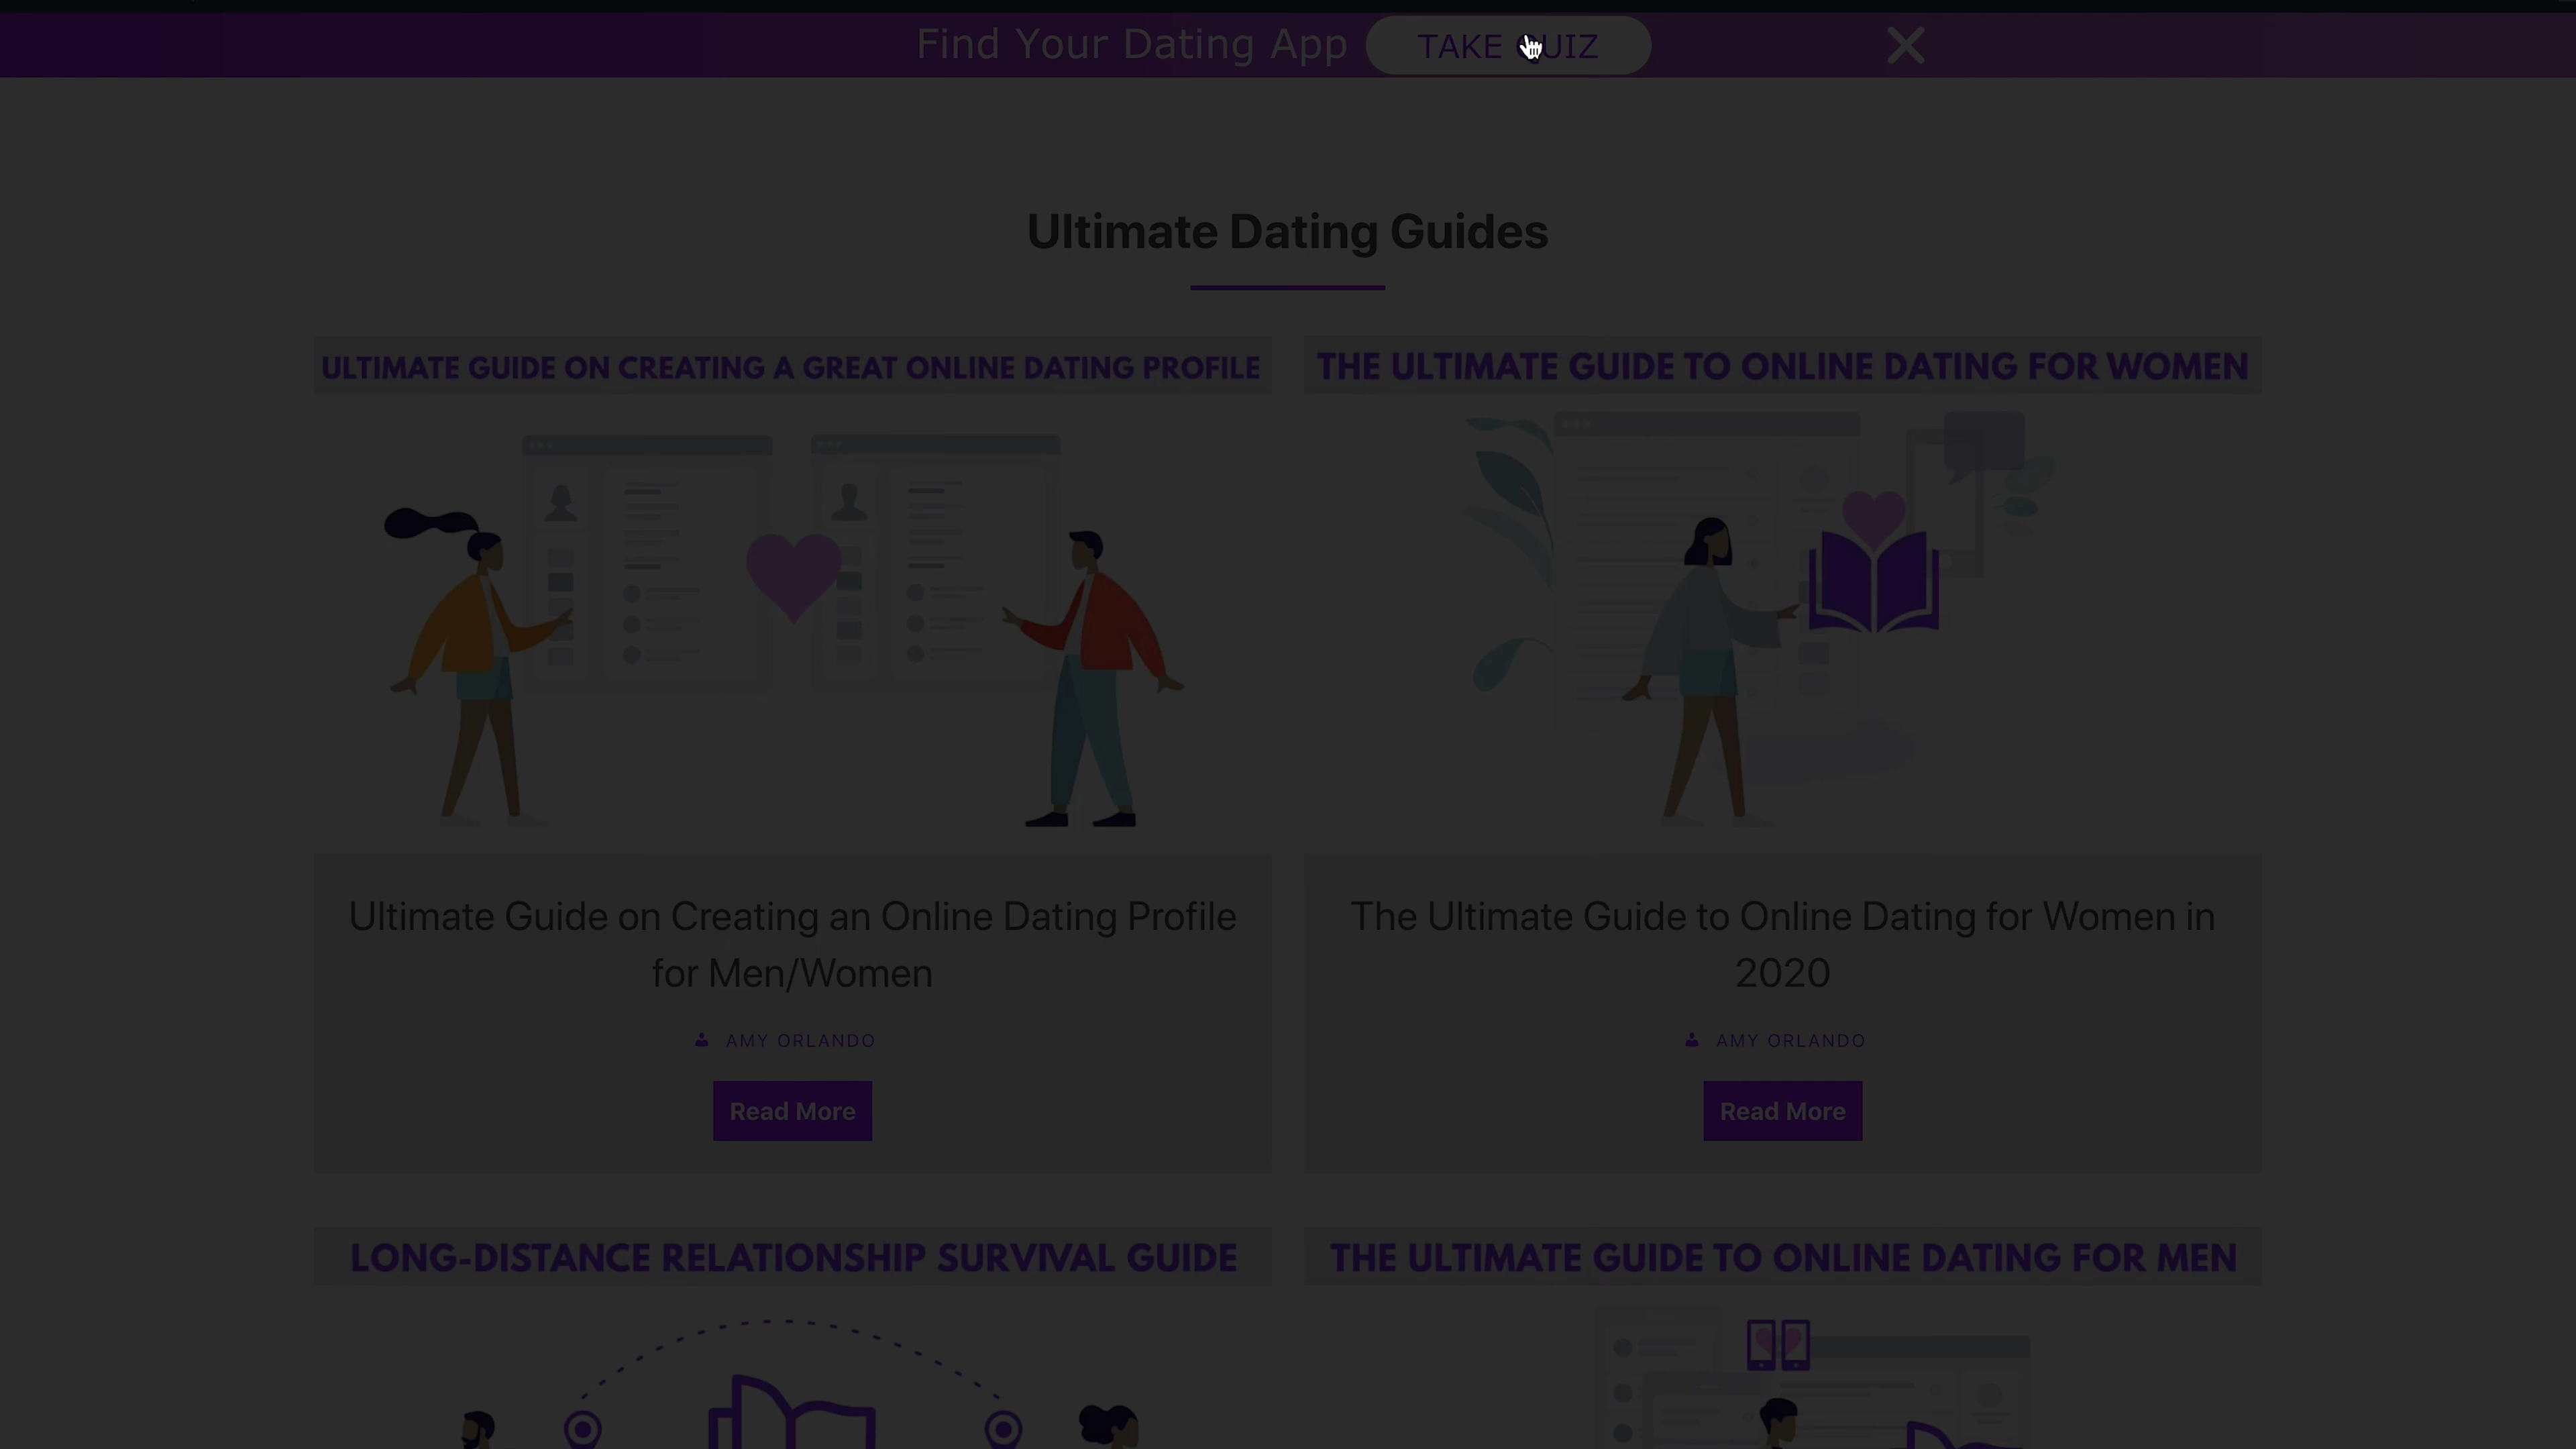 Find Your Dating App TAKE QUIZ
Ultimate Dating Guides
ULTIMATE GUIDE ON CREATING A GREAT ONLINE DATING PROFILE
THE ULTIMATE GUIDE TO ONLINE DATING FOR WOMEN
Ultimate Guide on Creating an Online Dating Profile
for Men/Women
AMY ORLANDO
Read More
The Ultimate Guide to Online Dating for Women in
2020
AMY ORLANDO
Read More
LONG-DISTANCE RELATIONSHIP SURVIVAL GUIDE
THE ULTIMATE GUIDE TO ONLINE DATING FOR MEN